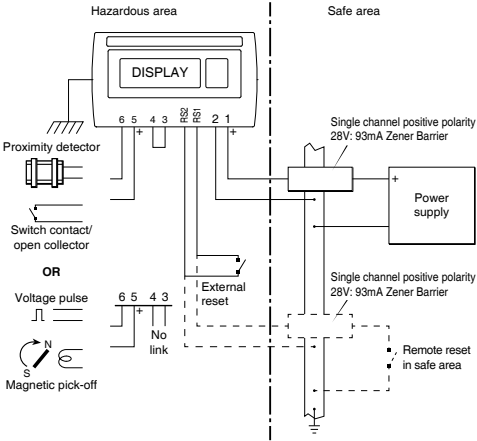 Hazardous area
Safe area
DISPLAY
6 5 4 3 RS2 RS1 2 1
+ +
Single channel positive polarity
28V: 93mA Zener Barrier
Proximity detector
+
Power
supply
Switch contact/
open collector
OR
External
reset
Single channel positive polarity
28V: 93mA Zener Barrier
Voltage pulse
6 5 4 3
+
No
link
N
S
Magnetic pick-off
Remote reset
in safe area